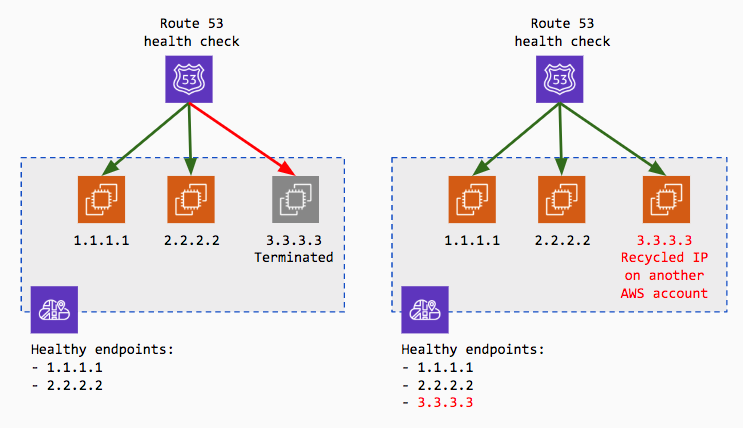 Route 53
health check
53
1.1.1.1
2.2.2.2
3.3.3.3
Terminated
Healthy endpoints:
- 1.1.1.1
- 2.2.2.2
Route 53
health check
53
1.1.1.1
2.2.2.2
3.3.3.3
Recycled IP
on another
AWS account
Healthy endpoints:
- 1.1.1.1
- 2.2.2.2
- 3.3.3.3